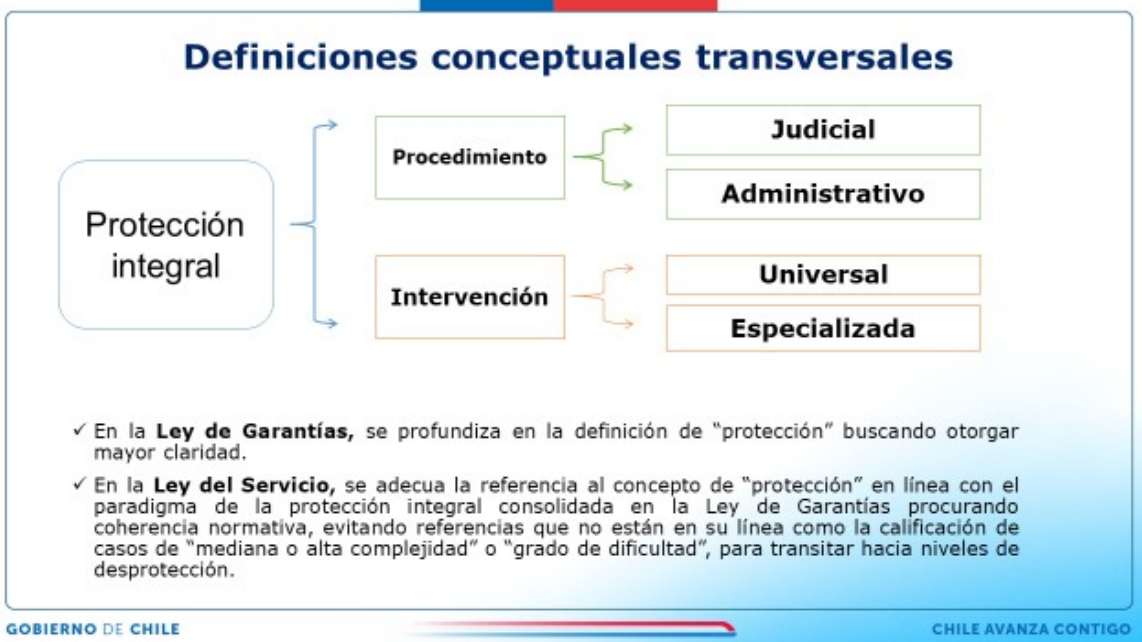 Definiciones conceptuales transversales
Protección
integral
Procedimiento
Judicial
Administrativo
Intervención
Universal
Especializada
✓ En la Ley de Garantías, se profundiza en la definición de “protección” buscando otorgar
mayor claridad.
✓ En la Ley del Servicio, se adecua la referencia al concepto de “protección” en línea con el
paradigma de la protección integral consolidada en la Ley de Garantías procurando
coherencia normativa, evitando referencias que no están en su línea como la calificación de
casos de “mediana o alta complejidad” o “grado de dificultad”, para transitar hacia niveles de
desprotección.
GOBIERNO DE CHILE
CHILE AVANZA CONTIGO